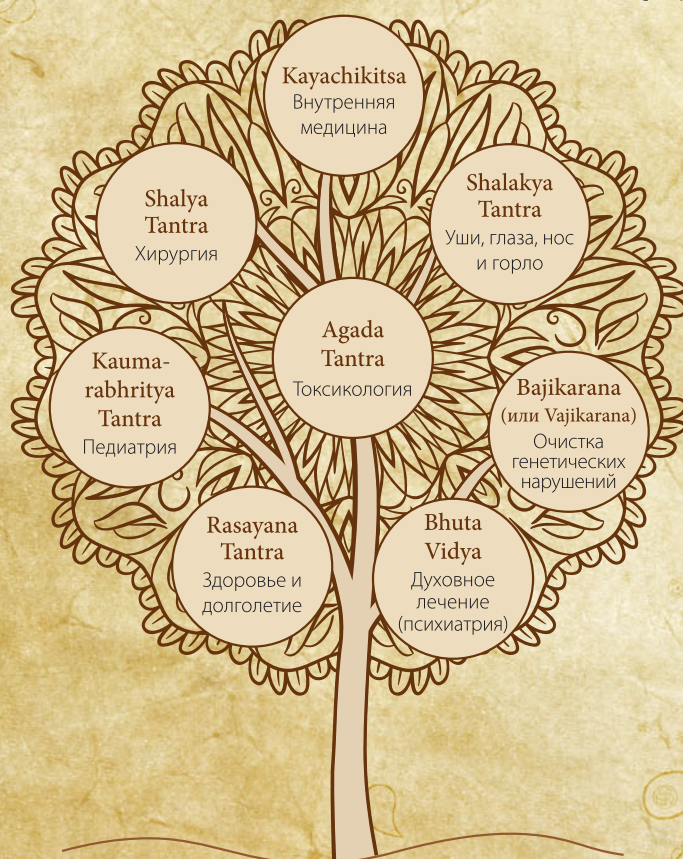 Kayachikitsa
Внутренняя
медицина
Shalya
Tantra
Хирургия
Shalakya
Tantra
Уши, глаза, нос
и горло
Agada
Tantra
Токсикология
Kauma-
rabhritya
Tantra
Педиатрия
Bajikarana
(или Vajikarana)
Очистка
генетических
нарушений
Rasayana
Tantra
Здоровье и
долголетие
Bhuta
Vidya
Духовное
лечение
(психиатрия)